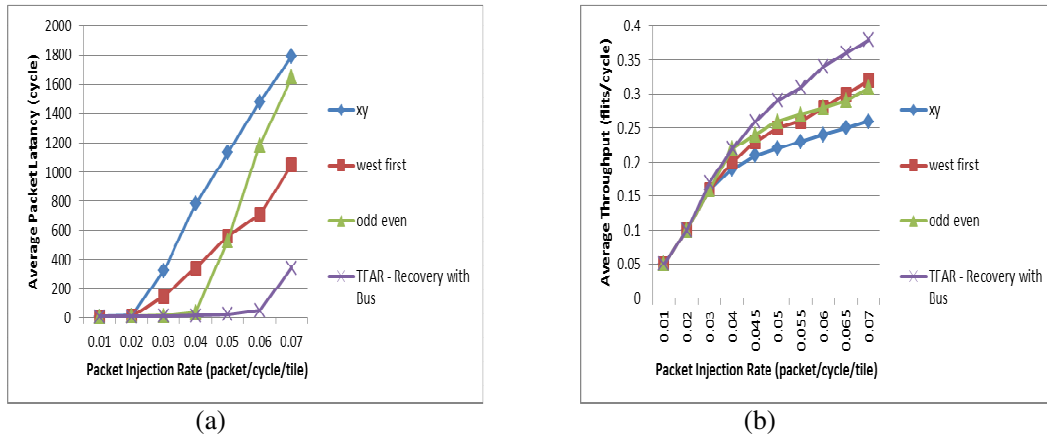 2000
1800
1600
1400
1200
1000
800
600
400
200
0
Average Packet Latancy (cycle)
0.01 0.02 0.03 0.04 0.05 0.06 0.07
Packet Injection Rate (packet/cycle/tile)
xy
west first
odd even
TFAR - Recovery with
Bus
(a)
0.4
0.35
0.3
0.25
0.2
0.15
0.1
0.05
0
Average Throughput (fflits/cycle)
0.01 0.02 0.03 0.04 0.045 0.05 0.055 0.06 0.065 0.07
Packet Injection Rate (packet/cycle/tile)
xy
west first
odd even
TFAR - Recovery with
Bus
(b)